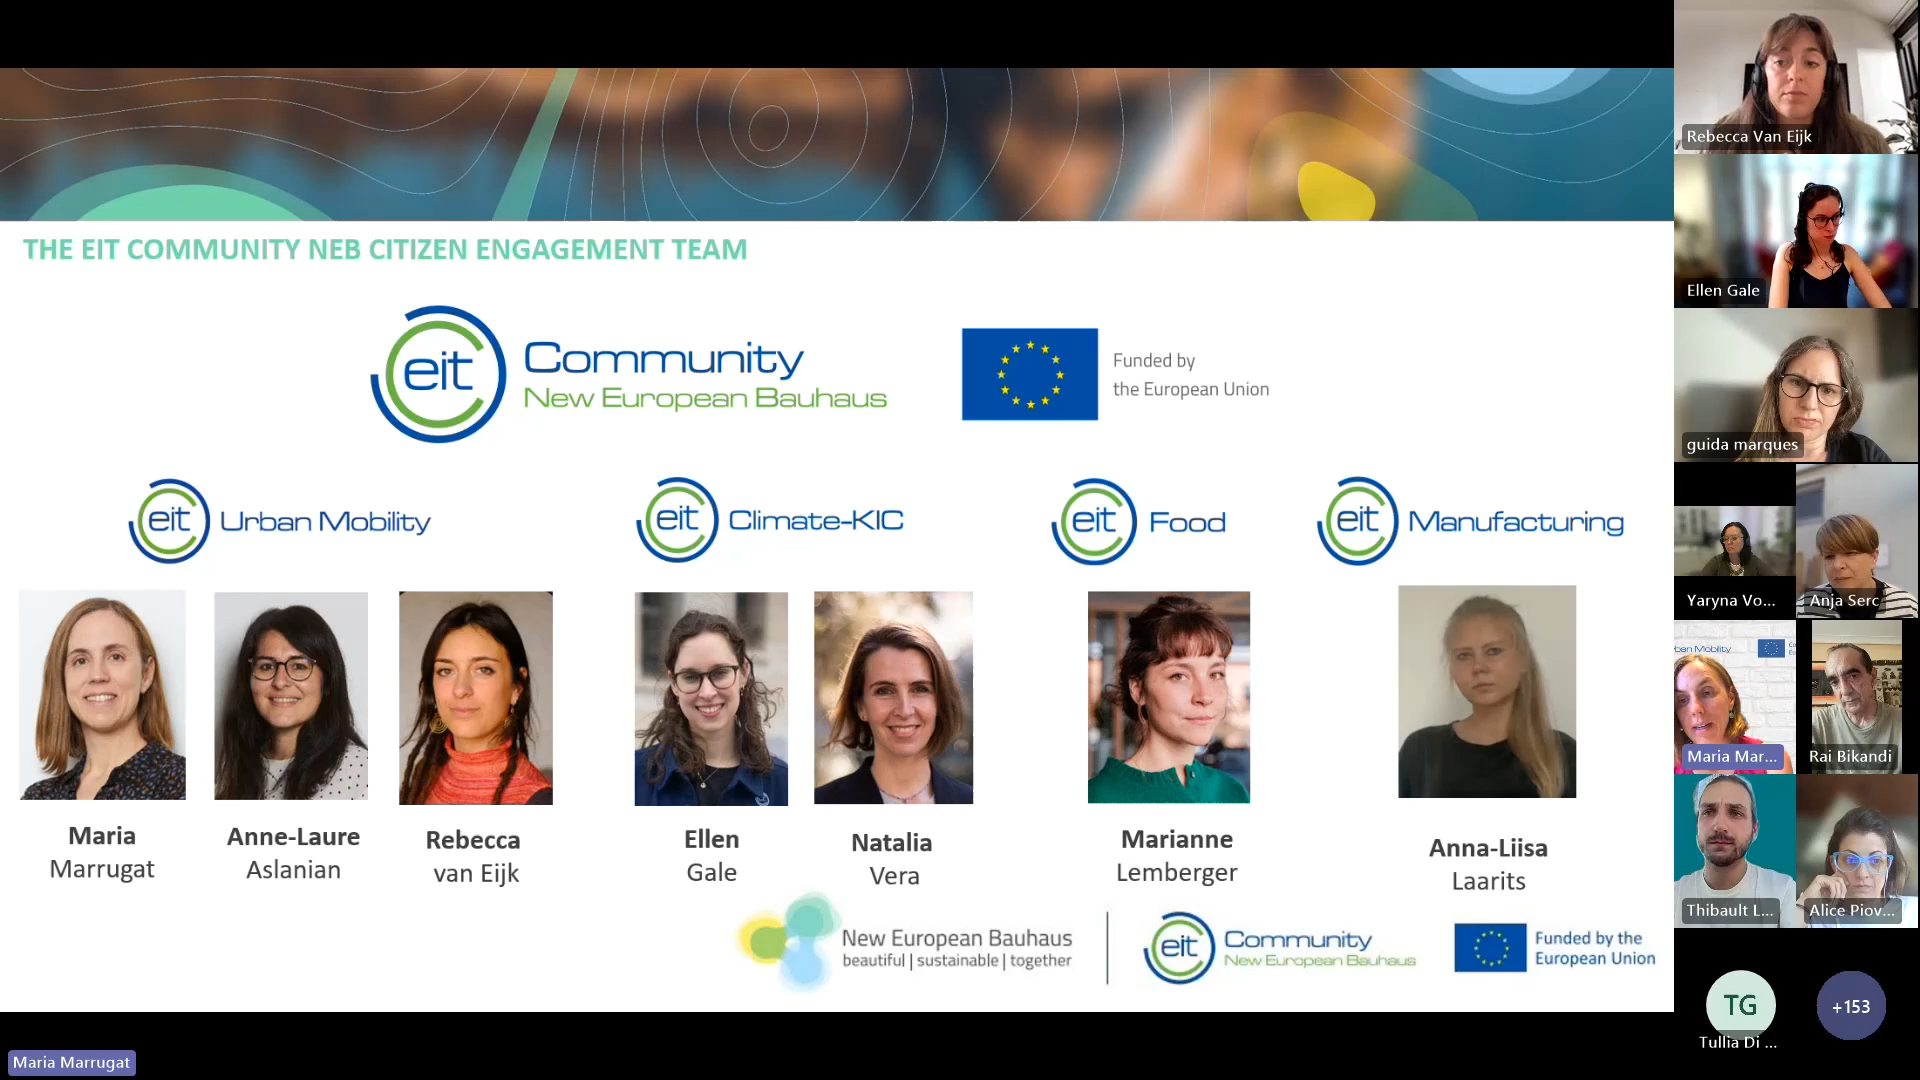 THE EIT COMMUNITY NEB CITIZEN ENGAGEMENT TEAM
eit Community
New European Bauhaus
Funded by
the European Union
eit Urban Mobility
eit Climate-KIC
eit Food
eit Manufacturing
Maria
Marrugat
Anne-Laure
Aslanian
Rebecca
van Eijk
Ellen
Gale
Natalia
Vera
Marianne
Lemberger
Anna-Liisa
Laarits
New European Bauhaus
beautiful | sustainable | together
eit Community
New European Bauhaus
Funded by the
European Union
Maria Marrugat
Rebecca Van Eijk
Ellen Gale
guida marques
Yaryna Vo...
Anja Serc
Mobility
Maria Mar...
Rai Bikandi
Thibault L...
Alice Piov...
TG
Tullia Di ...
+153